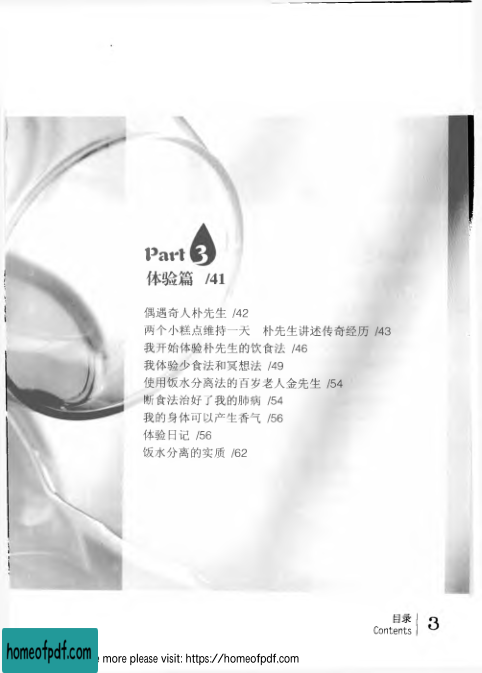 Part 3
体验篇 /41
偶遇奇人朴先生 /42
两个小糕点维持一天 朴先生讲述传奇经历 /43
我开始体验朴先生的饮食法 /46
我体验少食法和冥想法 /49
使用饭水分离法的百岁老人金先生 /54
断食法治好了我的肺病 /54
我的身体可以产生香气 /56
体验日记 /56
饭水分离的实质 /62
目录
Contents
3
homeofpdf.com
more please visit: https://homeofpdf.com